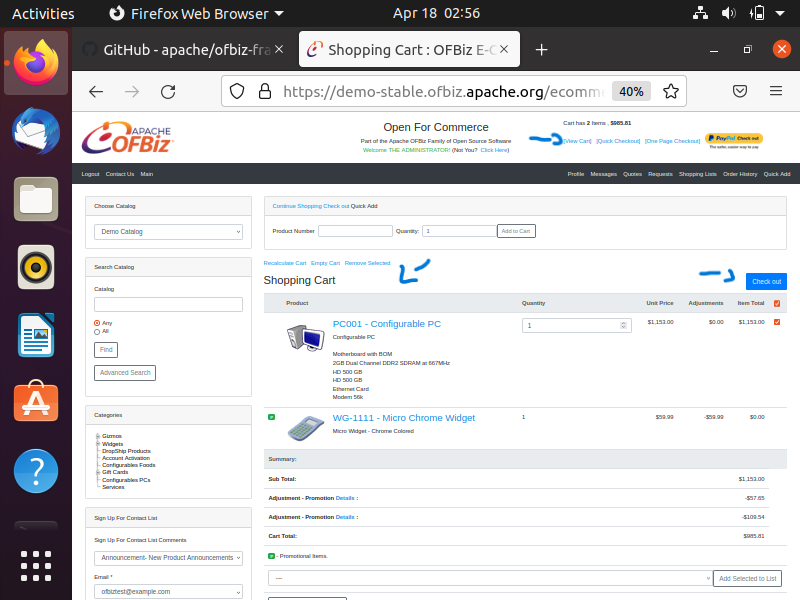 Activities Firefox Web Browser Apr 18 02:56
GitHub - apache/ofbiz-fra Shopping Cart : OFBiz E-C
https://demo-stable.ofbiz.apache.org/ecomm 40%
APACHE OFBiz
Open For Commerce
Part of the Apache OFBiz Family of Open Source Software
Welcome THE ADMINISTRATOR! (Not You? Click Here)
Cart has 2 Items , $985.81
[View Cart] [Quick Checkout] [One Page Checkout]
PayPal Check out
The safer, easier way to pay
Logout Contact Us Main Profile Messages Quotes Requests Shopping Lists Order History Quick Add
Choose Catalog
Demo Catalog
Search Catalog
Catalog
Any
All
Find
Advanced Search
Categories
Gizmos
Widgets
DropShip Products
Account Activation
Configurables Foods
Gift Cards
Configurables PCs
Services
Sign Up For Contact List
Sign Up For Contact List Comments
Announcement- New Product Announcements
Email *
ofbiztest@example.com
Continue Shopping Check out Quick Add
Product Number Quantity: 1 Add to Cart
Recalculate Cart Empty Cart Remove Selected
Shopping Cart
Check out
Product Quantity Unit Price Adjustments Item Total
PC001 - Configurable PC 1 $1,153.00 $0.00 $1,153.00
Configurable PC
Motherboard with BOM
2GB Dual Channel DDR2 SDRAM at 667MHz
HD 500 GB
HD 500 GB
Ethernet Card
Modem 56k
P WG-1111 - Micro Chrome Widget 1 $59.99 -$59.99 $0.00
Micro Widget - Chrome Colored
Summary:
Sub Total: $1,153.00
Adjustment - Promotion Details : -$57.65
Adjustment - Promotion Details : -$109.54
Cart Total: $985.81
P - Promotional Items.
---
Add Selected to List